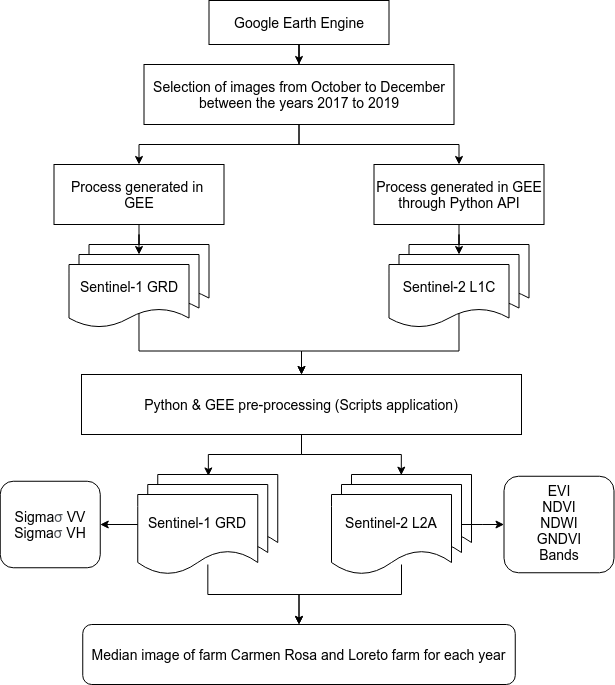 Google Earth Engine
Selection of images from October to December
between the years 2017 to 2019
Process generated in
GEE
Process generated in GEE
through Python API
Sentinel-1 GRD
Sentinel-2 L1C
Python & GEE pre-processing (Scripts application)
Sigmaσ VV
Sigmaσ VH
Sentinel-1 GRD
Sentinel-2 L2A
EVI
NDVI
NDWI
GNDVI
Bands
Median image of farm Carmen Rosa and Loreto farm for each year